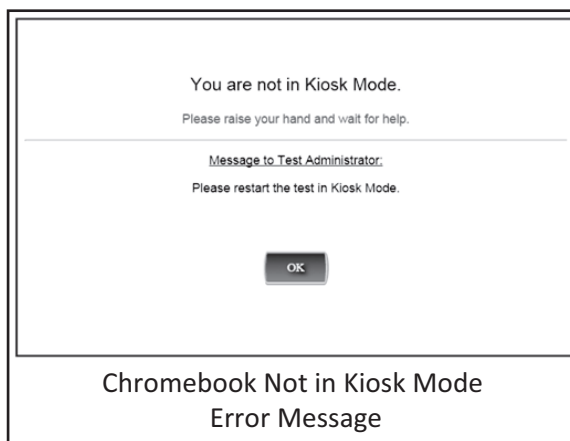 You are not in Kiosk Mode.
Please raise your hand and wait for help.
Message to Test Administrator:
Please restart the test in Kiosk Mode.
OK
Chromebook Not in Kiosk Mode
Error Message